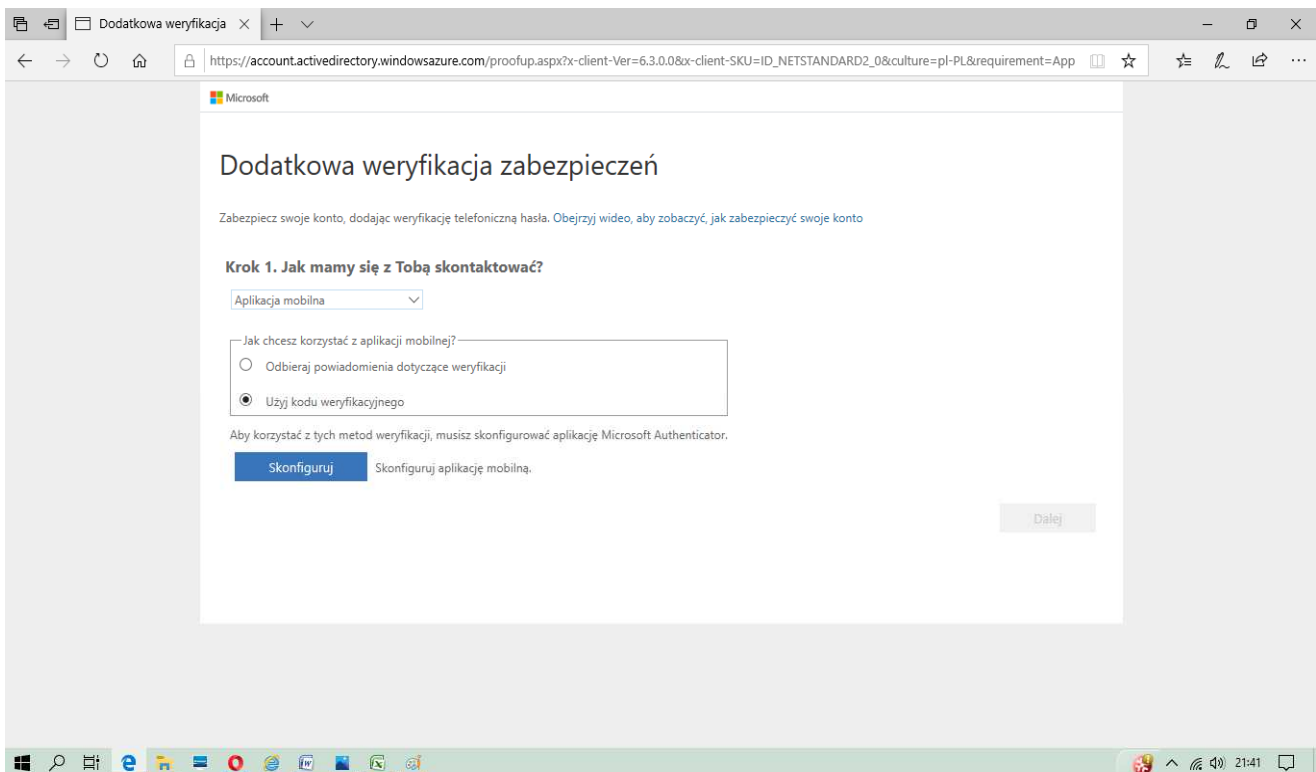 Dodatkowa weryfikacja
https://account.activedirectory.windowsazure.com/proofup.aspx?x-client-Ver=6.3.0.0&x-client-SKU=ID_NETSTANDARD2_0&culture=pl-PL&requirement=App
Microsoft
Dodatkowa weryfikacja zabezpieczeń
Zabezpiecz swoje konto, dodając weryfikację telefoniczną hasła. Obejrzyj wideo, aby zobaczyć, jak zabezpieczyć swoje konto
Krok 1. Jak mamy się z Tobą skontaktować?
Aplikacja mobilna
Jak chcesz korzystać z aplikacji mobilnej?
Odbieraj powiadomienia dotyczące weryfikacji
Użyj kodu weryfikacyjnego
Aby korzystać z tych metod weryfikacji, musisz skonfigurować aplikację Microsoft Authenticator.
Skonfiguruj Skonfiguruj aplikację mobilną.
Dalej
21:41